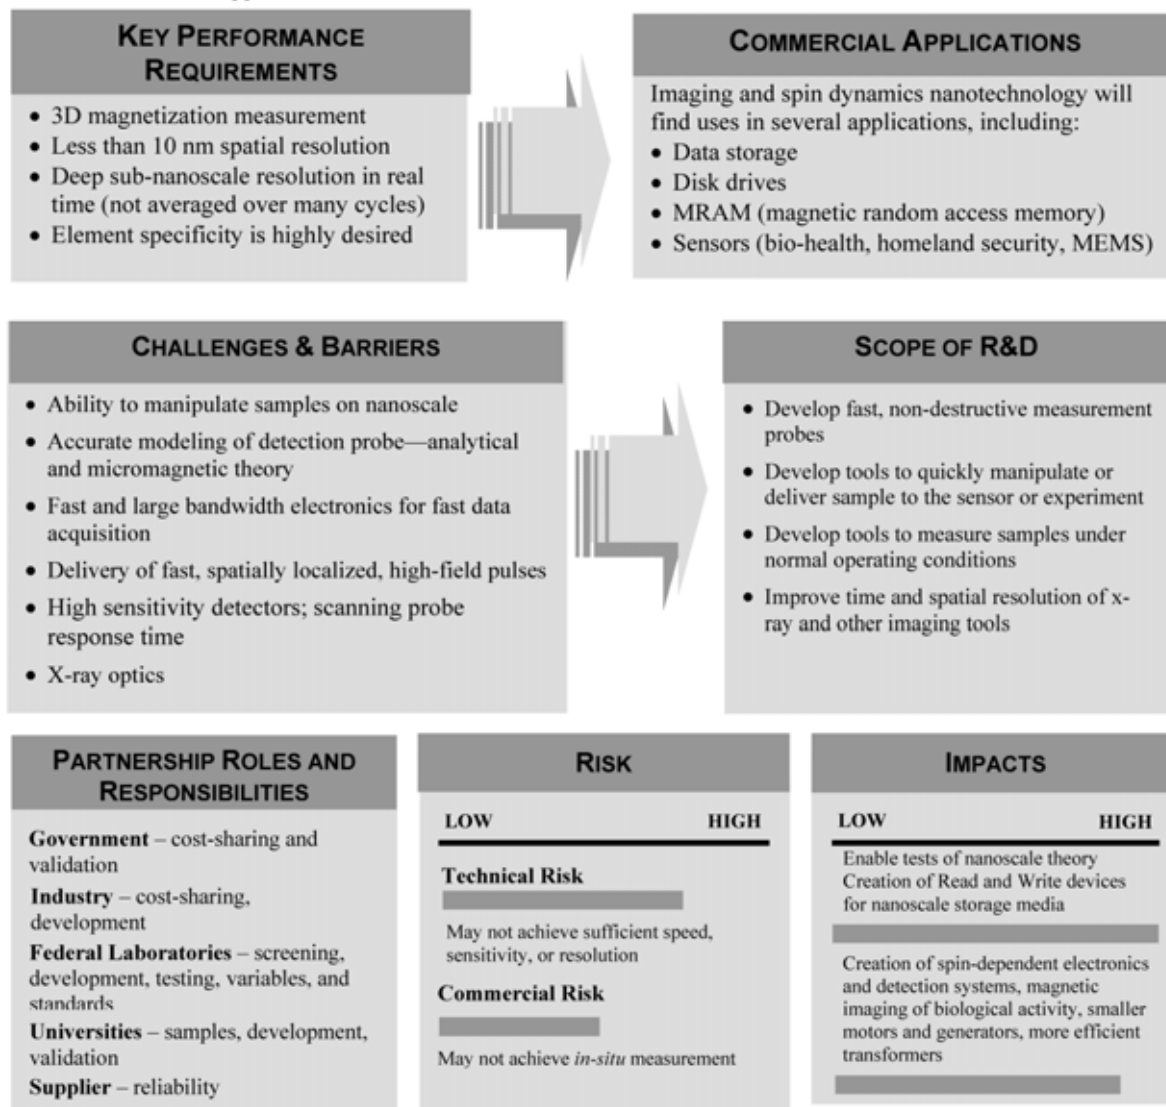 KEY PERFORMANCE
REQUIREMENTS
• 3D magnetization measurement
• Less than 10 nm spatial resolution
• Deep sub-nanoscale resolution in real
time (not averaged over many cycles)
• Element specificity is highly desired
COMMERCIAL APPLICATIONS
Imaging and spin dynamics nanotechnology will
find uses in several applications, including:
• Data storage
• Disk drives
• MRAM (magnetic random access memory)
• Sensors (bio-health, homeland security, MEMS)
CHALLENGES & BARRIERS
• Ability to manipulate samples on nanoscale
• Accurate modeling of detection probe—analytical
and micromagnetic theory
• Fast and large bandwidth electronics for fast data
acquisition
• Delivery of fast, spatially localized, high-field pulses
• High sensitivity detectors; scanning probe
response time
• X-ray optics
SCOPE OF R&D
• Develop fast, non-destructive measurement
probes
• Develop tools to quickly manipulate or
deliver sample to the sensor or experiment
• Develop tools to measure samples under
normal operating conditions
• Improve time and spatial resolution of x-
ray and other imaging tools
PARTNERSHIP ROLES AND
RESPONSIBILITIES
Government – cost-sharing and
validation
Industry – cost-sharing,
development
Federal Laboratories – screening,
development, testing, variables, and
standards
Universities – samples, development,
validation
Supplier – reliability
RISK
LOW HIGH
Technical Risk
May not achieve sufficient speed,
sensitivity, or resolution
Commercial Risk
May not achieve in-situ measurement
IMPACTS
LOW HIGH
Enable tests of nanoscale theory
Creation of Read and Write devices
for nanoscale storage media
Creation of spin-dependent electronics
and detection systems, magnetic
imaging of biological activity, smaller
motors and generators, more efficient
transformers